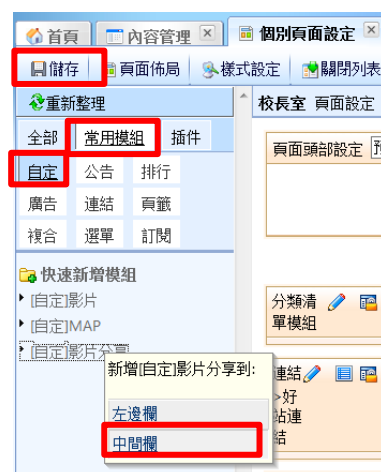 首頁 內容管理 個別頁面設定
儲存 頁面佈局 樣式設定 關閉列表
重新整理
校長室 頁面設定
全部 常用模組 插件
頁面頭部設定
自定 公告 排行
廣告 連結 頁籤
複合 選單 訂閱
快速新增模組
[自定]影片
[自定]MAP
[自定]影片分享
分類清
單模組
新增[自定]影片分享到:
左邊欄
中間欄
連結
>好
站連
結